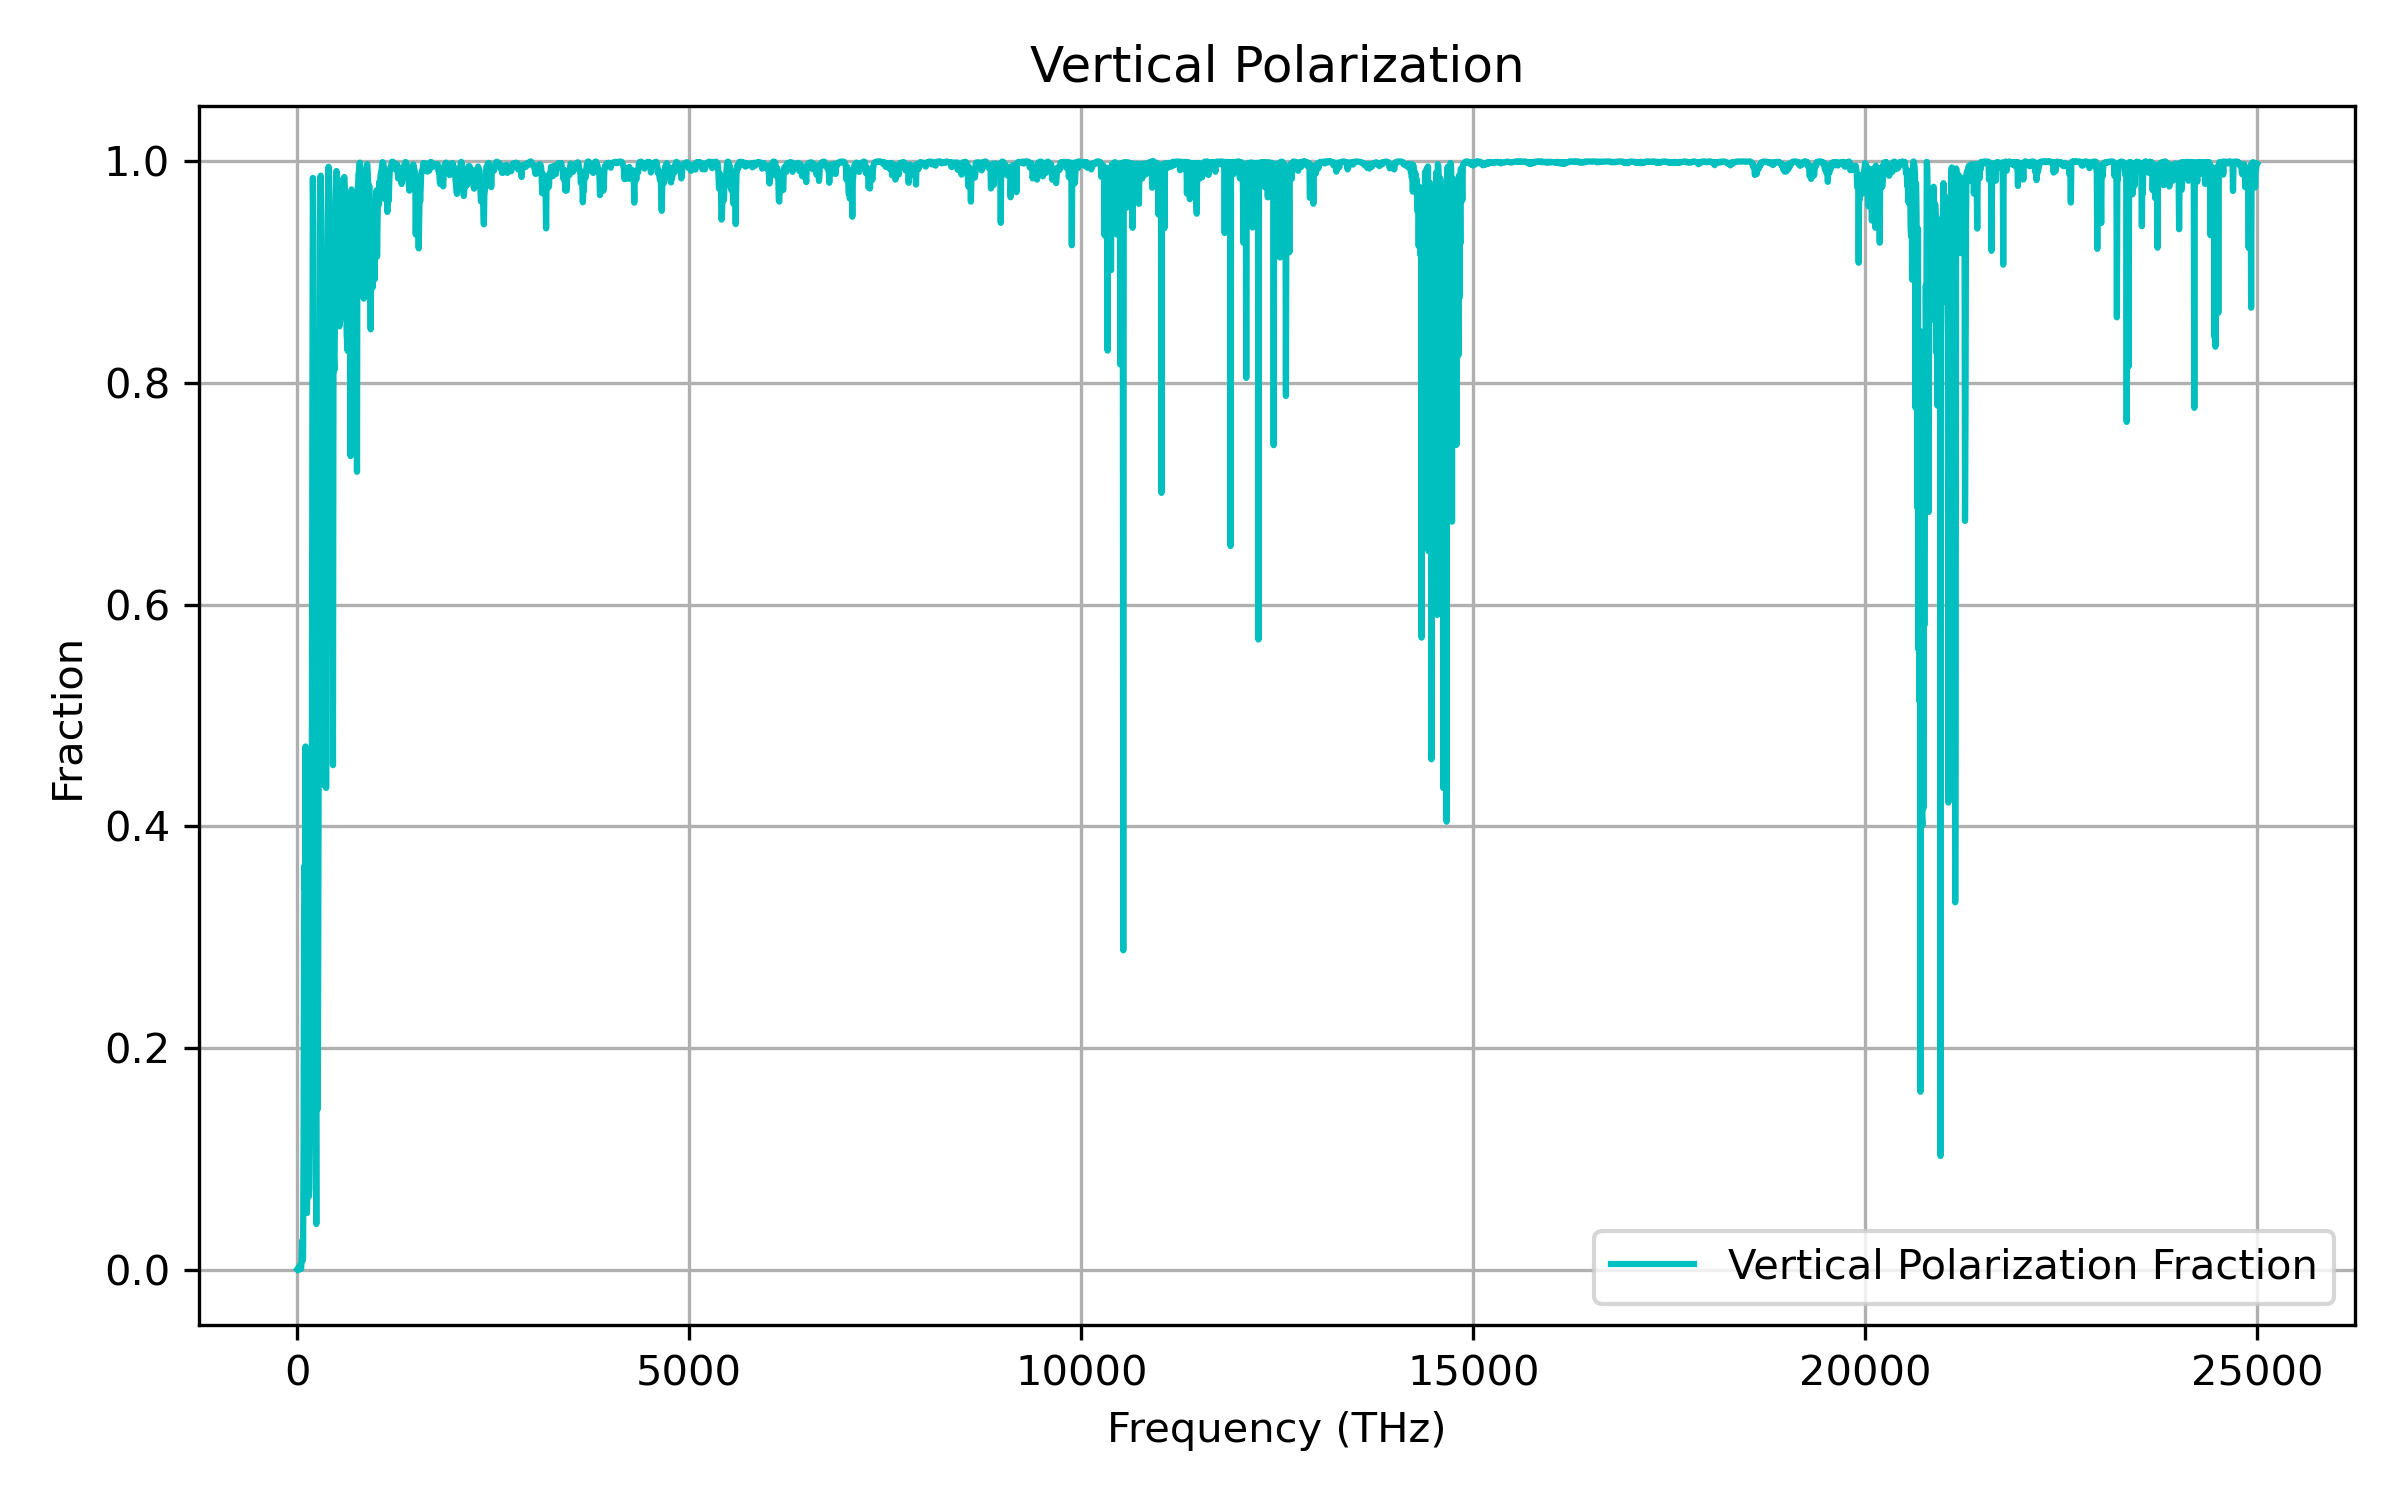 Vertical Polarization
1.0
0.8
0.6
0.4
0.2
0.0
Fraction
Vertical Polarization Fraction
0 5000 10000 15000 20000 25000
Frequency (THz)